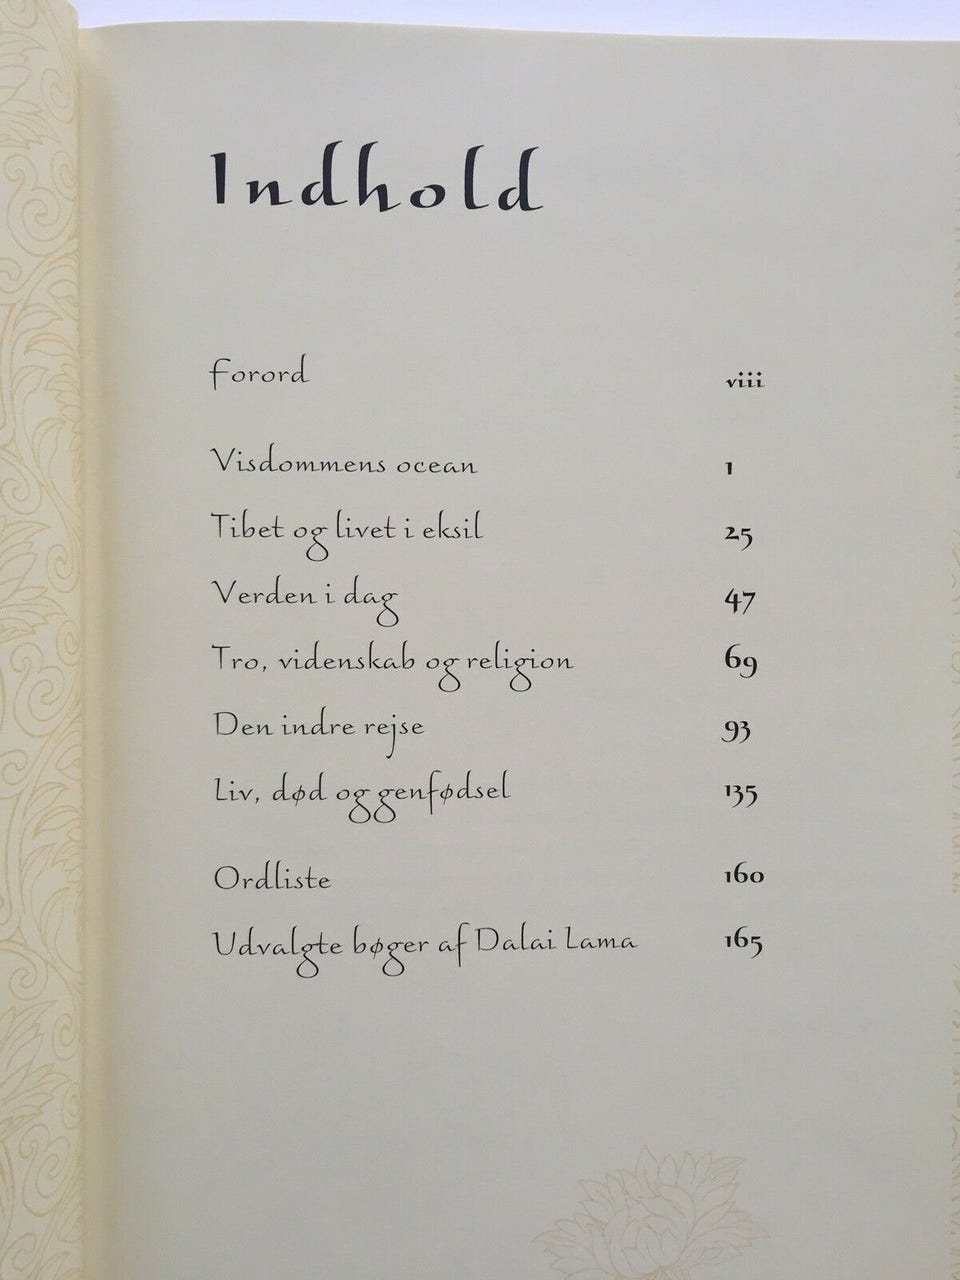 Indhold
Forord viii
Visdommens ocean 1
Tibet og livet i eksil 25
Verden i dag 47
Tro, videnskab og religion 69
Den indre rejse 93
Liv, død og genfødsel 135
Ordliste 160
Udvalgte bøger af Dalai Lama 165